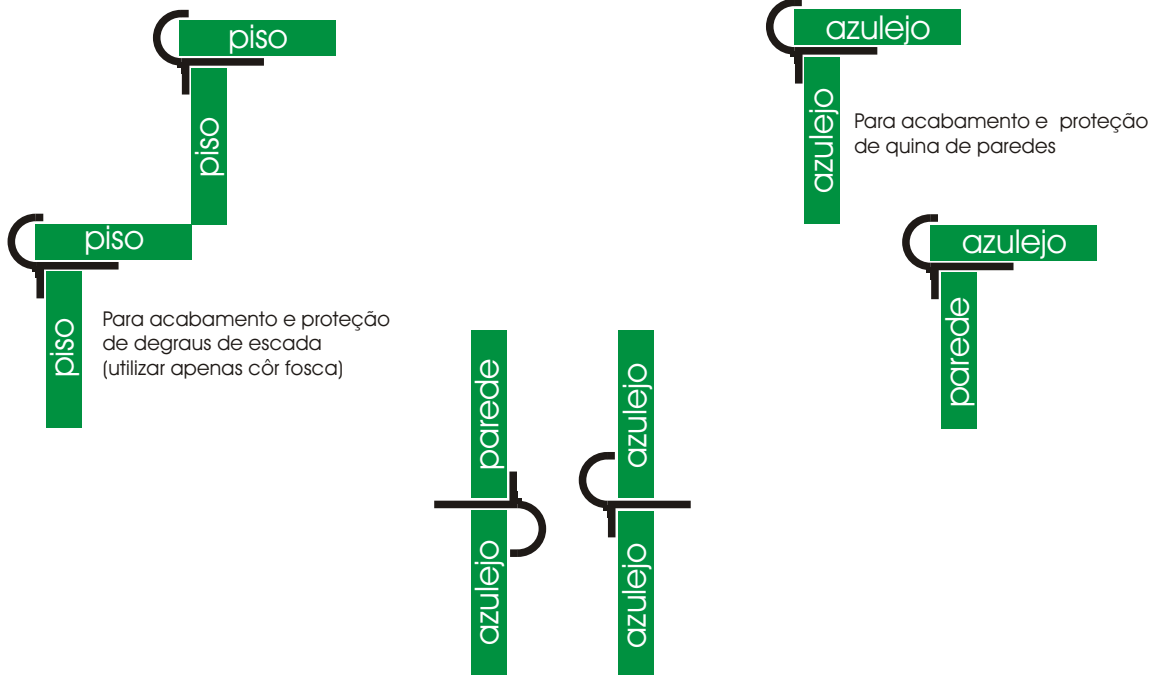 piso
piso
piso
piso
Para acabamento e proteção
de degraus de escada
(utilizar apenas côr fosca)
azulejo
azulejo
Para acabamento e proteção
de quina de paredes
azulejo
parede
parede
azulejo
azulejo
azulejo